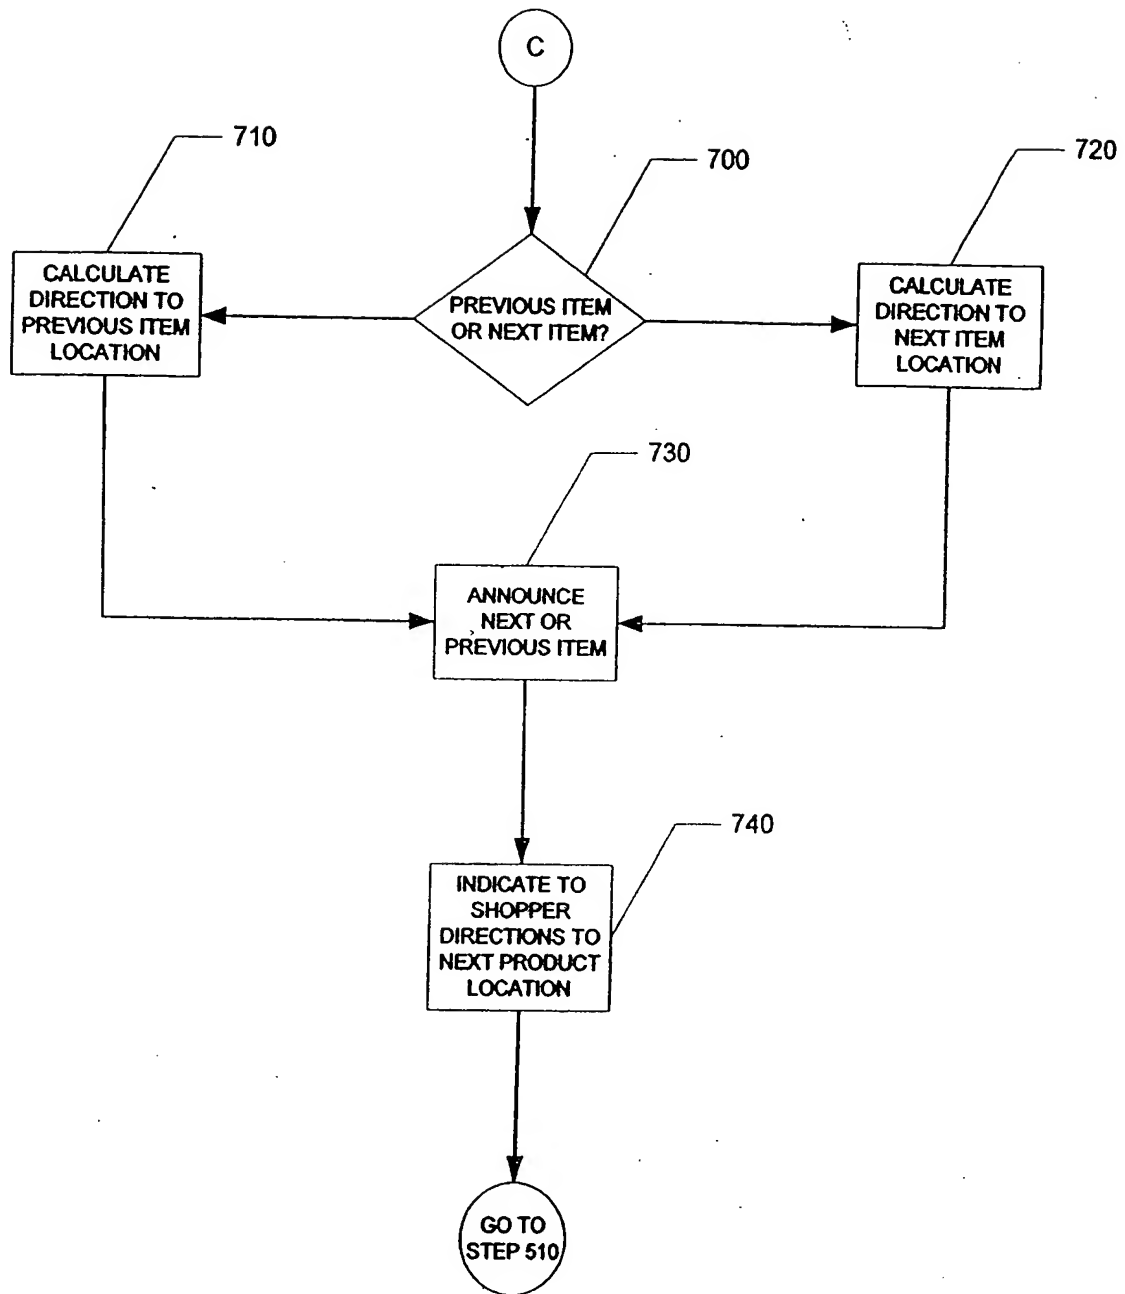 C
710
700
720
CALCULATE
DIRECTION TO
PREVIOUS ITEM
LOCATION
PREVIOUS ITEM
OR NEXT ITEM?
CALCULATE
DIRECTION TO
NEXT ITEM
LOCATION
730
ANNOUNCE
NEXT OR
PREVIOUS ITEM
740
INDICATE TO
SHOPPER
DIRECTIONS TO
NEXT PRODUCT
LOCATION
GO TO
STEP 510